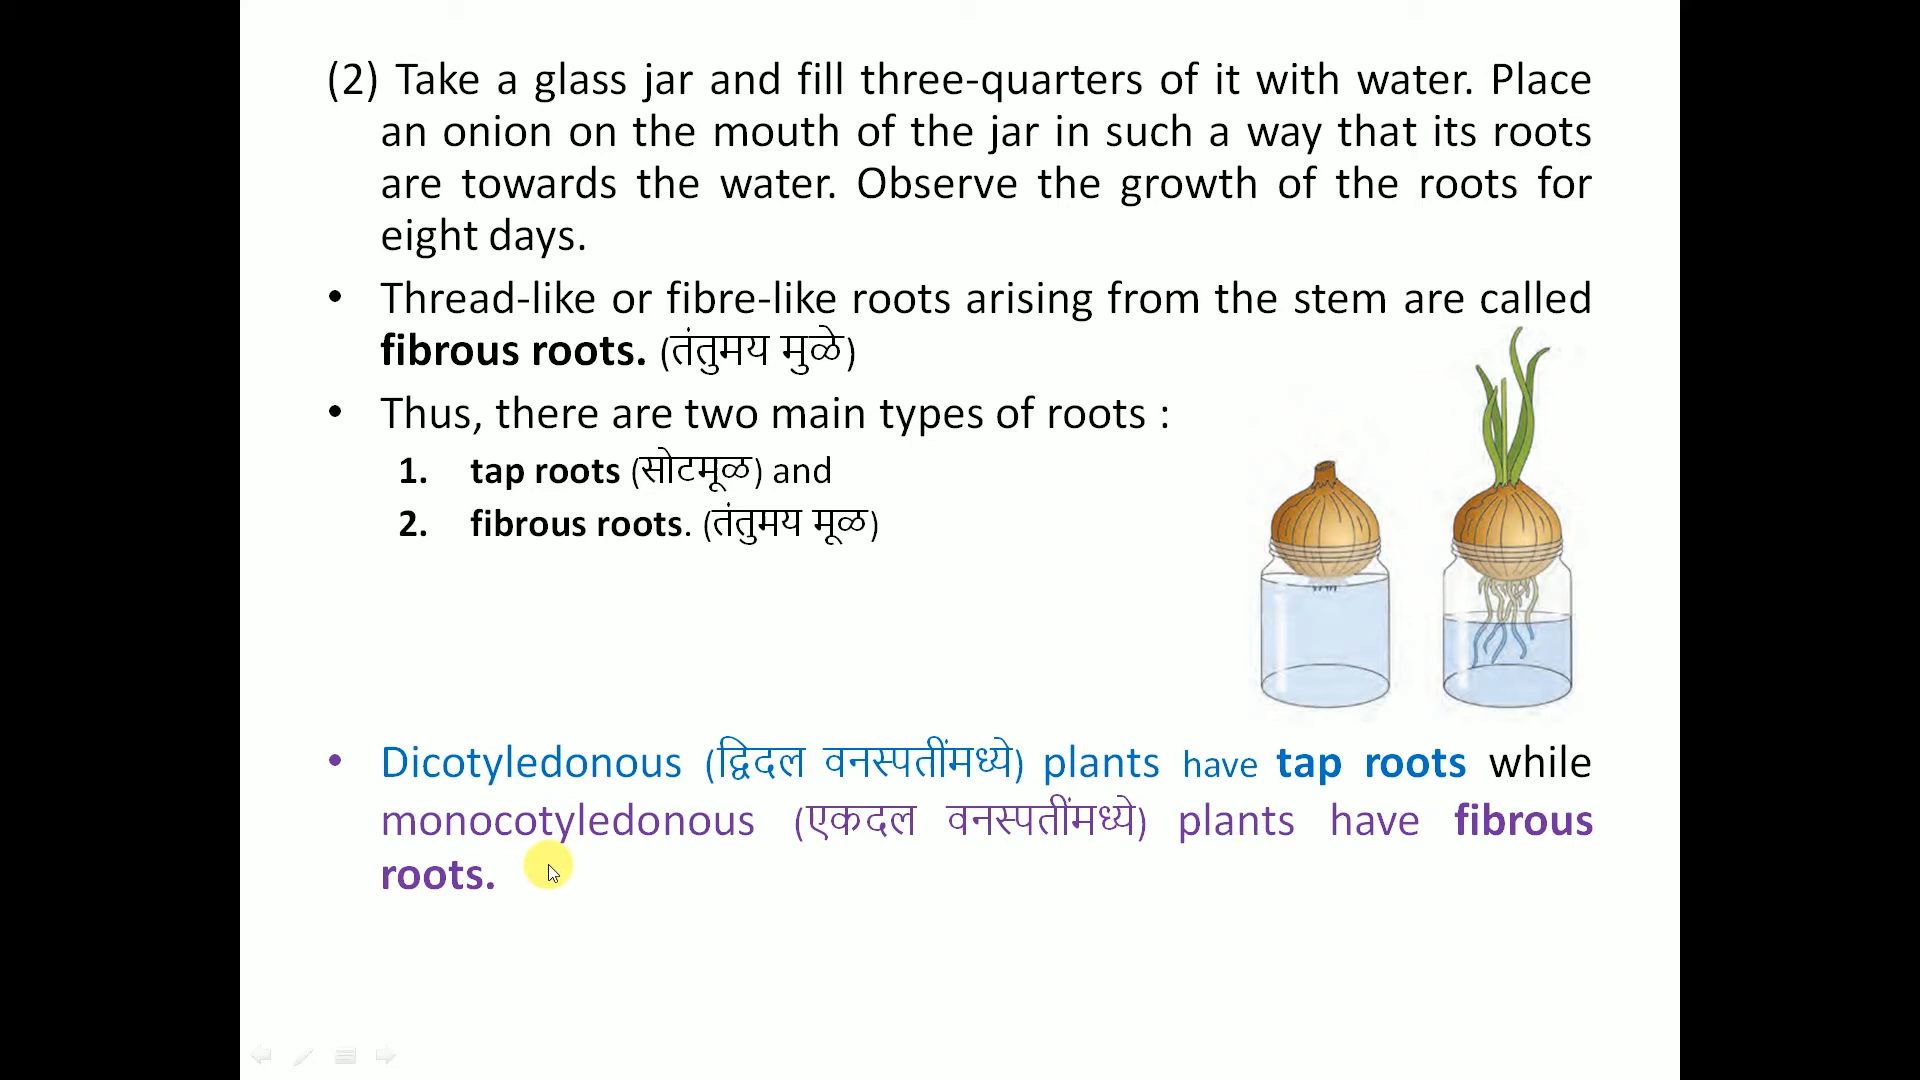 (2) Take a glass jar and fill three-quarters of it with water. Place
an onion on the mouth of the jar in such a way that its roots
are towards the water. Observe the growth of the roots for
eight days.
• Thread-like or fibre-like roots arising from the stem are called
fibrous roots. (तंतुमय मुळे)
• Thus, there are two main types of roots :
1. tap roots (सोटमूळ) and
2. fibrous roots. (तंतुमय मूळ)
• Dicotyledonous (द्विदल वनस्पतींमध्ये) plants have tap roots while
monocotyledonous (एकदल वनस्पतींमध्ये) plants have fibrous
roots.